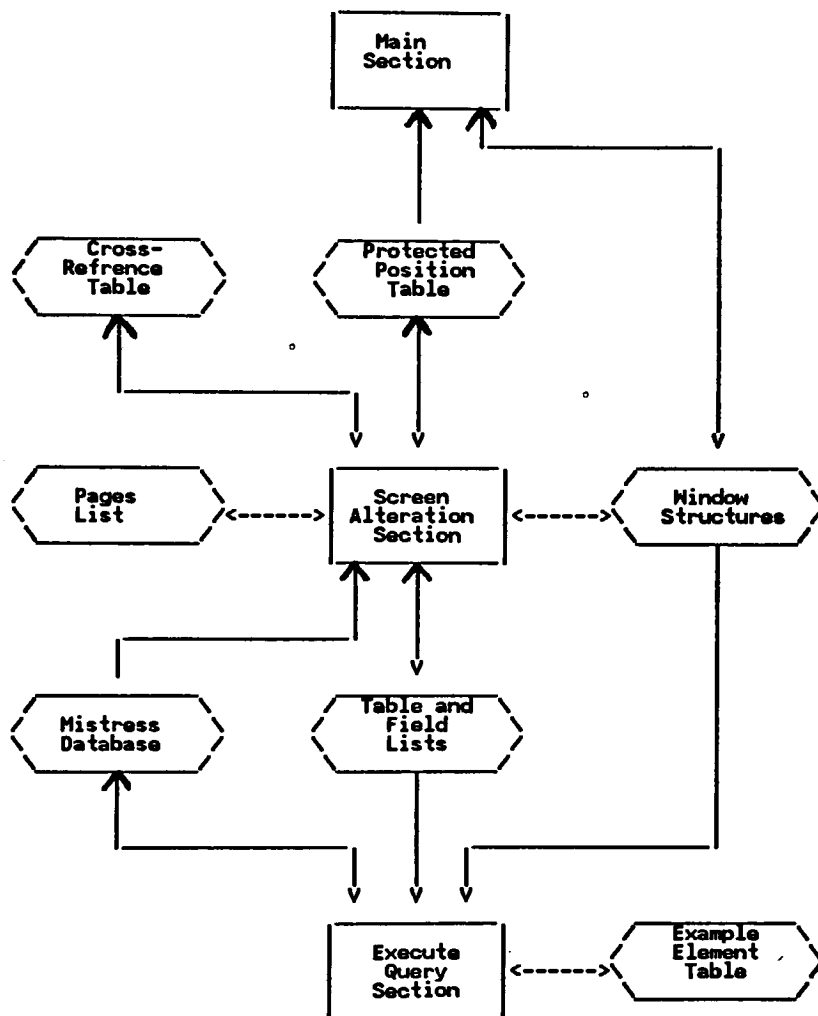 Main
Section
Cross-
Refrence
Table
Protected
Position
Table
Pages
List
Screen
Alteration
Section
Window
Structures
Mistress
Database
Table and
Field
Lists
Execute
Query
Section
Example
Element
Table